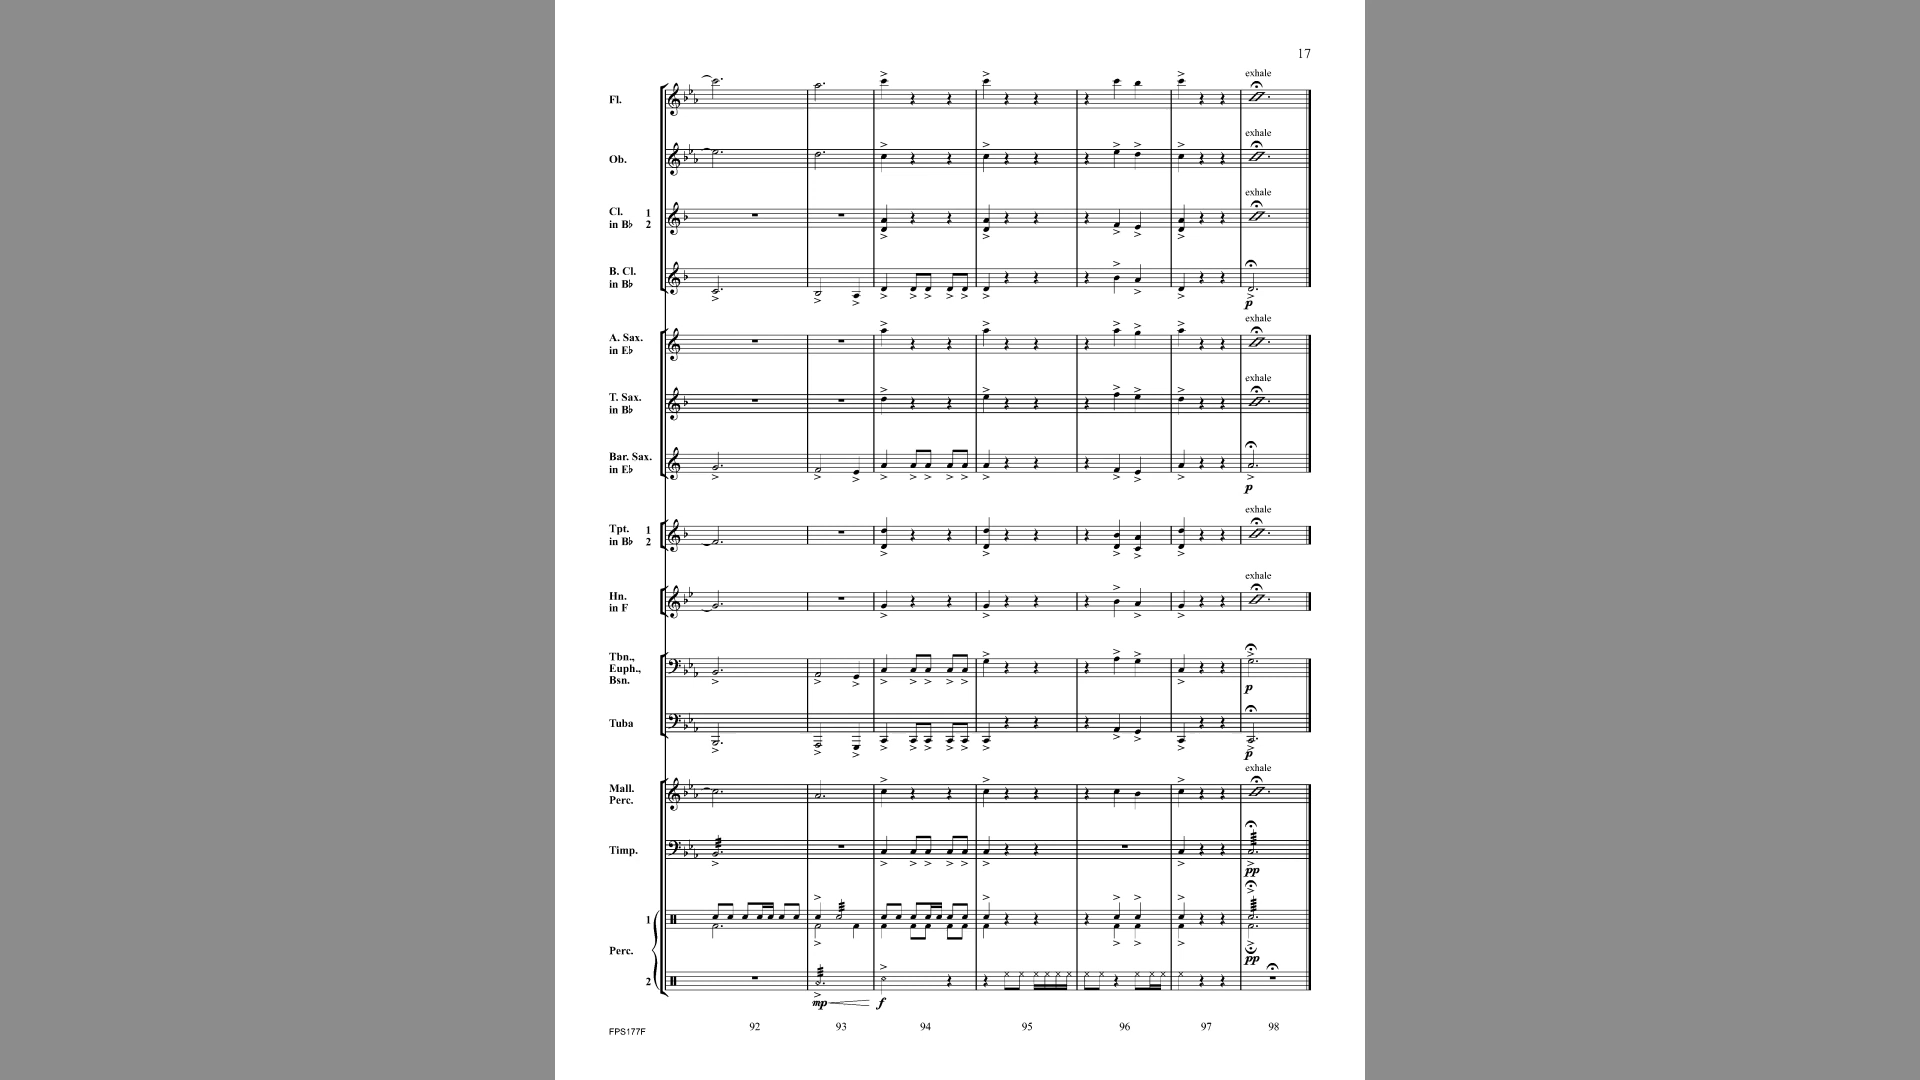 17
exhale
Fl.
exhale
Ob.
exhale
Cl. 1
in B♭ 2
B. Cl.
in B♭
p
exhale
A. Sax.
in E♭
exhale
T. Sax.
in B♭
Bar. Sax.
in E♭
p
exhale
Tpt. 1
in B♭ 2
exhale
Hn.
in F
Tbn.,
Euph.,
Bsn.
p
Tuba
p
exhale
Mall.
Perc.
Timp.
pp
1
Perc.
pp
2
mp f
92 93 94 95 96 97 98
FPS177F